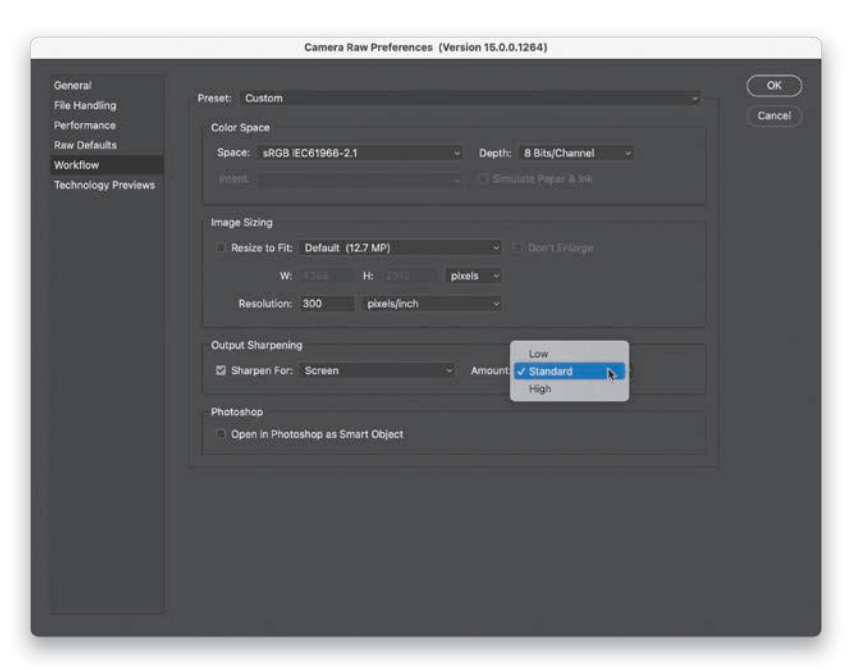 Camera Raw Preferences (Version 15.0.0.1264)
General
File Handling
Performance
Raw Defaults
Workflow
Technology Previews
Preset: Custom
OK
Cancel
Color Space
Space: sRGB IEC61966-2.1
Depth: 8 Bits/Channel
Intent:
Simulate Paper & Ink
Image Sizing
Resize to Fit: Default (12.7 MP)
Don't Enlarge
W: H: pixels
Resolution: 300 pixels/inch
Output Sharpening
Sharpen For: Screen
Amount:
Low
✓ Standard
High
Photoshop
Open in Photoshop as Smart Object